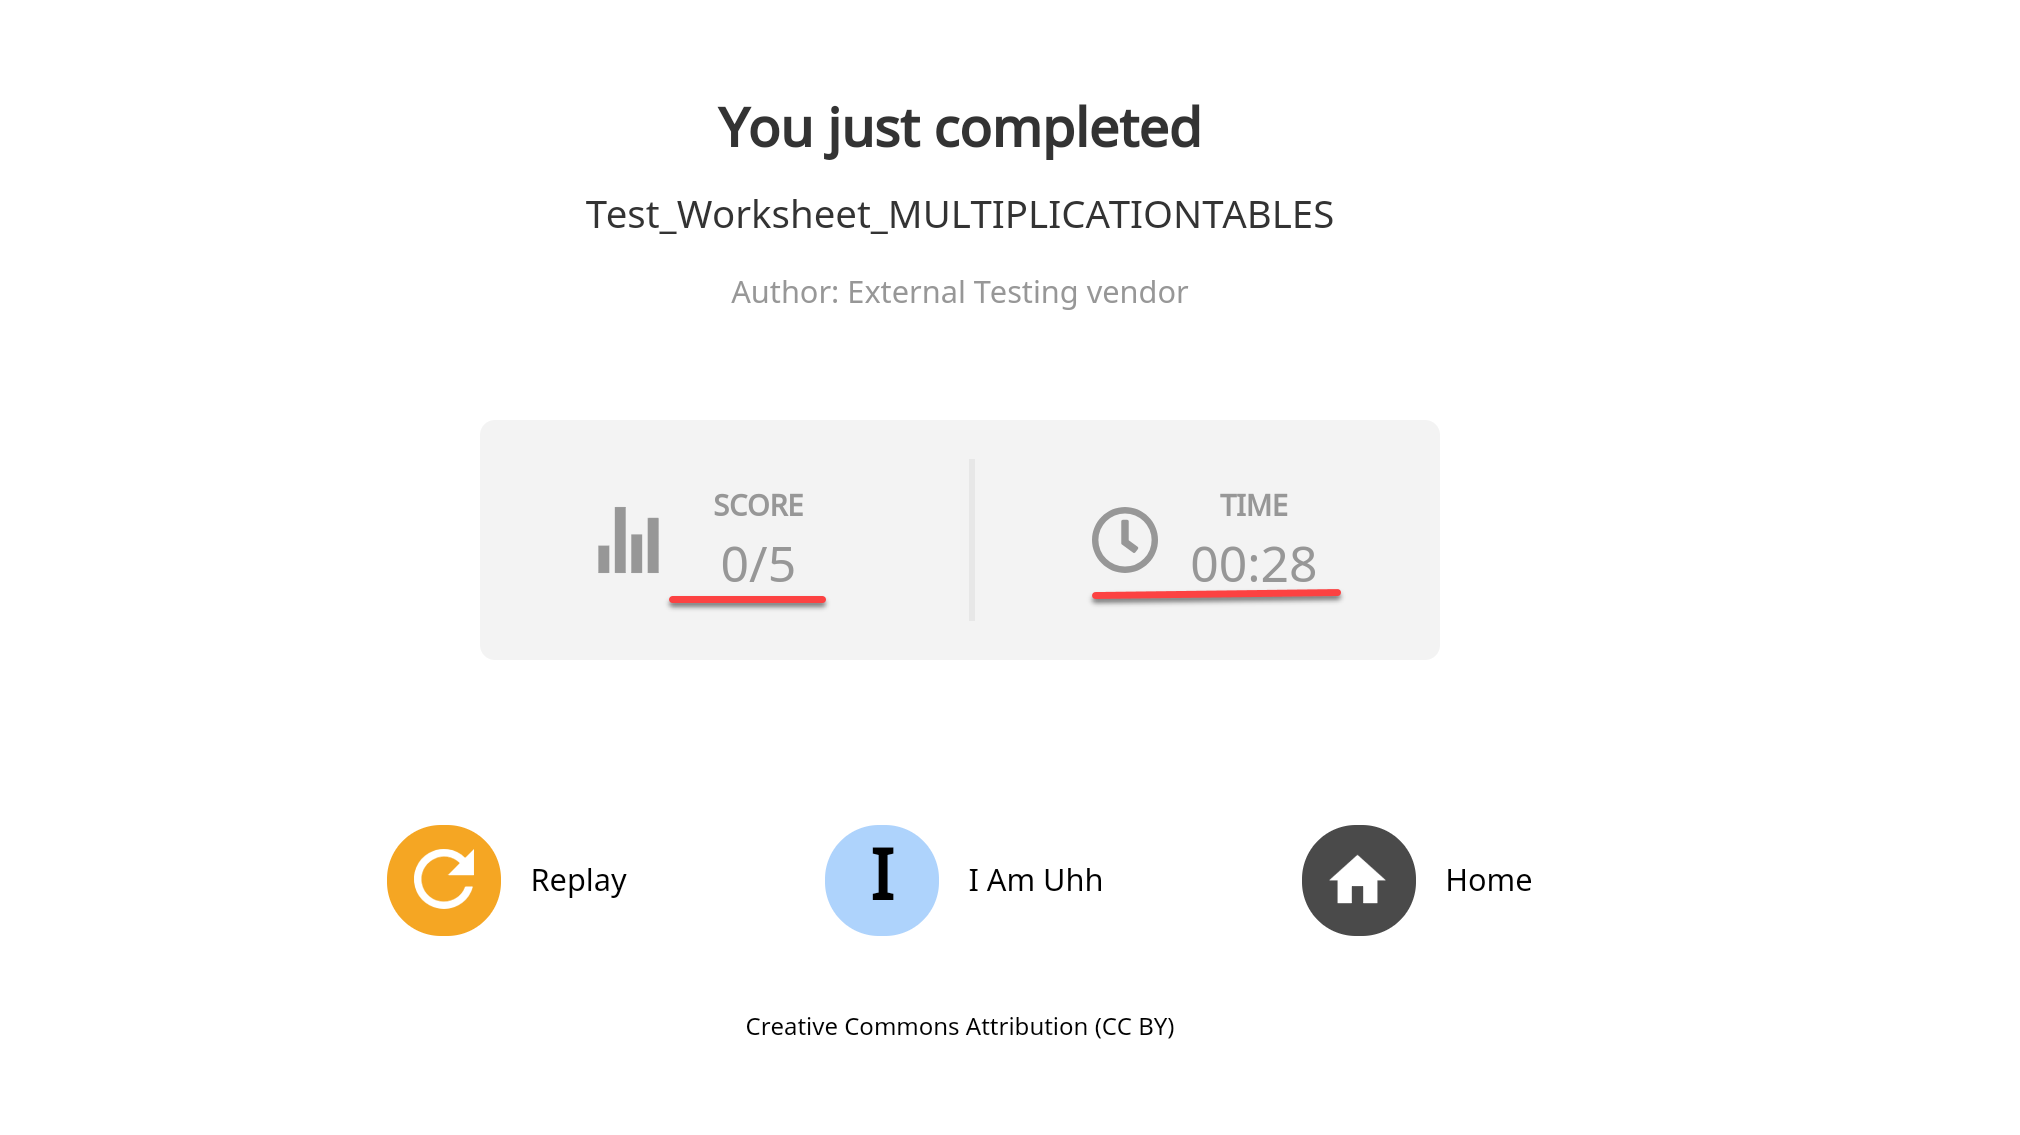 You just completed
Test_Worksheet_MULTIPLICATIONTABLES
Author: External Testing vendor
SCORE
0/5
TIME
00:28
Replay
I
I Am Uhh
Home
Creative Commons Attribution (CC BY)